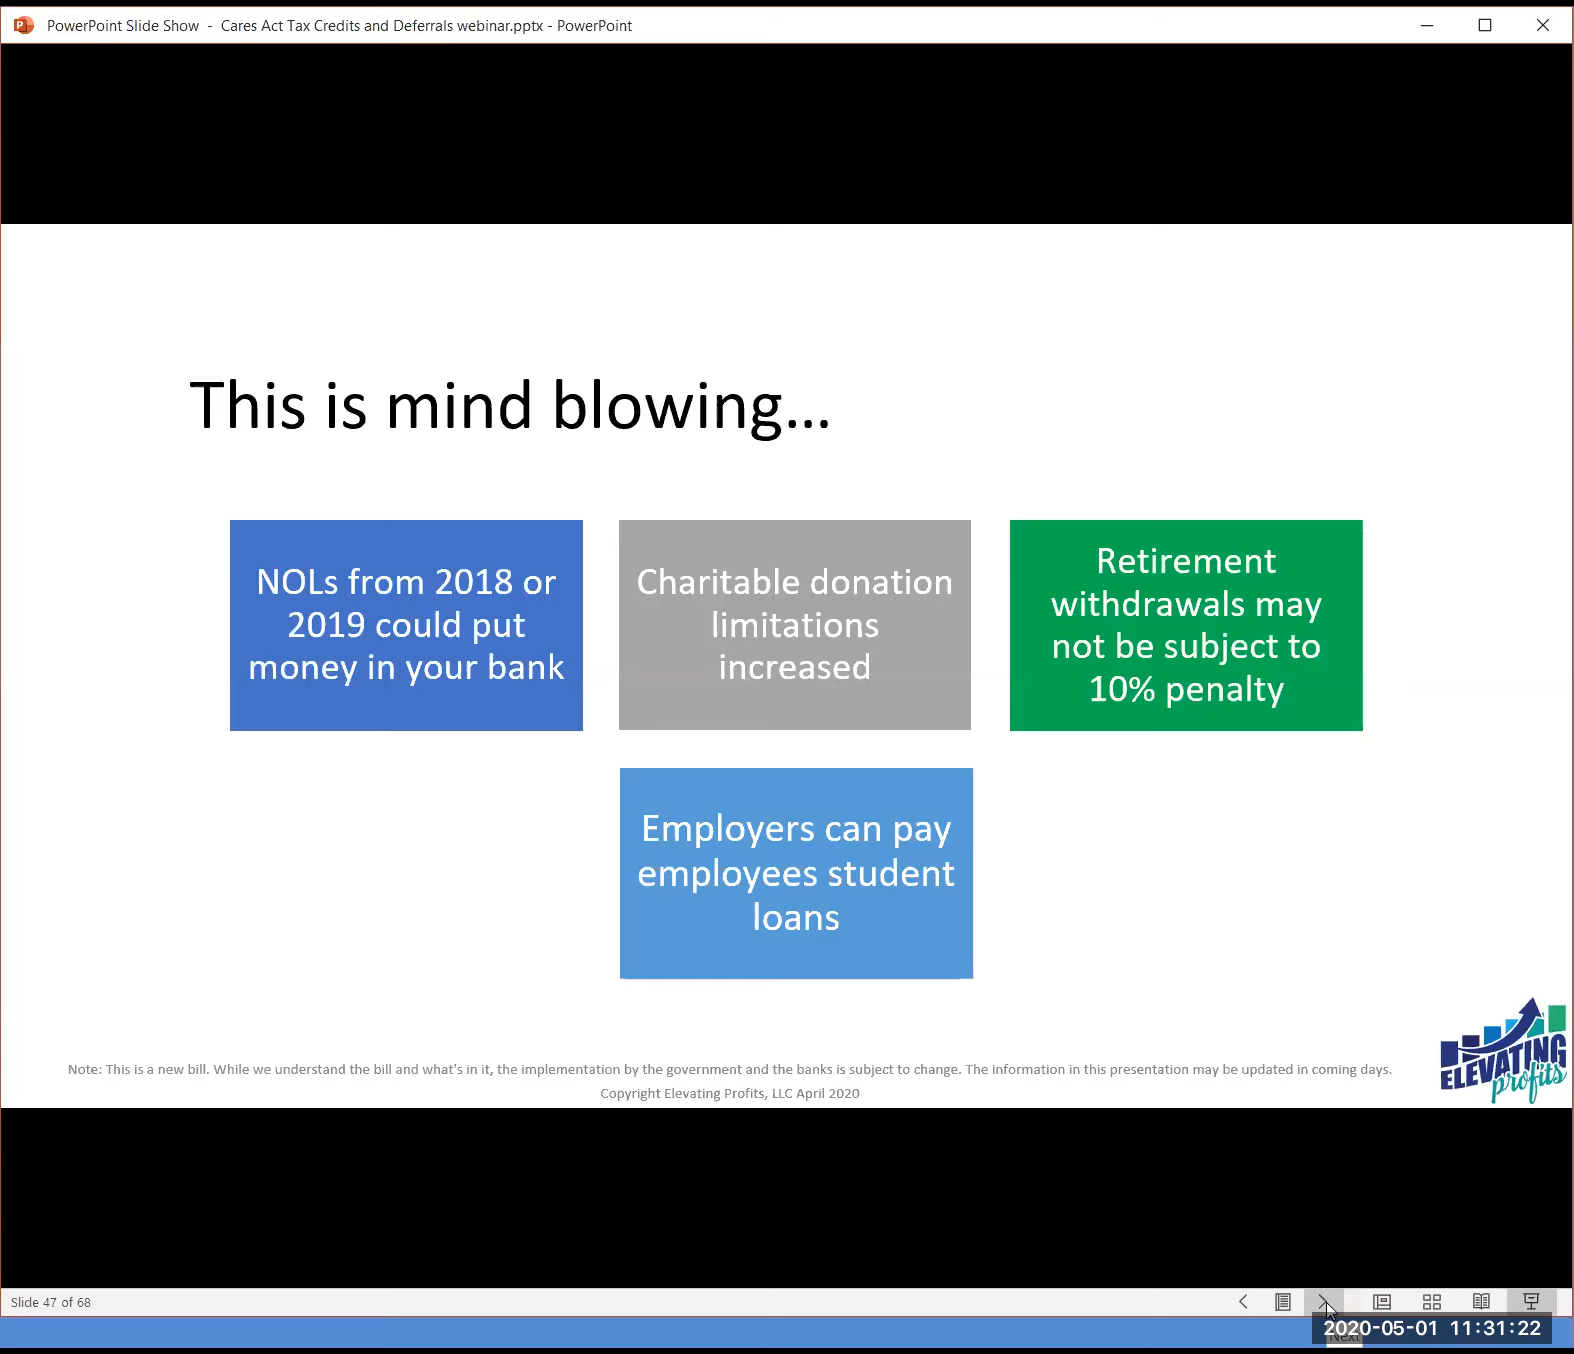 PowerPoint Slide Show - Cares Act Tax Credits and Deferrals webinar.pptx - PowerPoint
This is mind blowing...
NOLs from 2018 or
2019 could put
money in your bank
Charitable donation
limitations
increased
Retirement
withdrawals may
not be subject to
10% penalty
Employers can pay
employees student
loans
ELEVATING
profits
Note: This is a new bill. While we understand the bill and what's in it, the implementation by the government and the banks is subject to change. The information in this presentation may be updated in coming days.
Copyright Elevating Profits, LLC April 2020
Slide 47 of 68
2020-05-01 11:31:22
Next